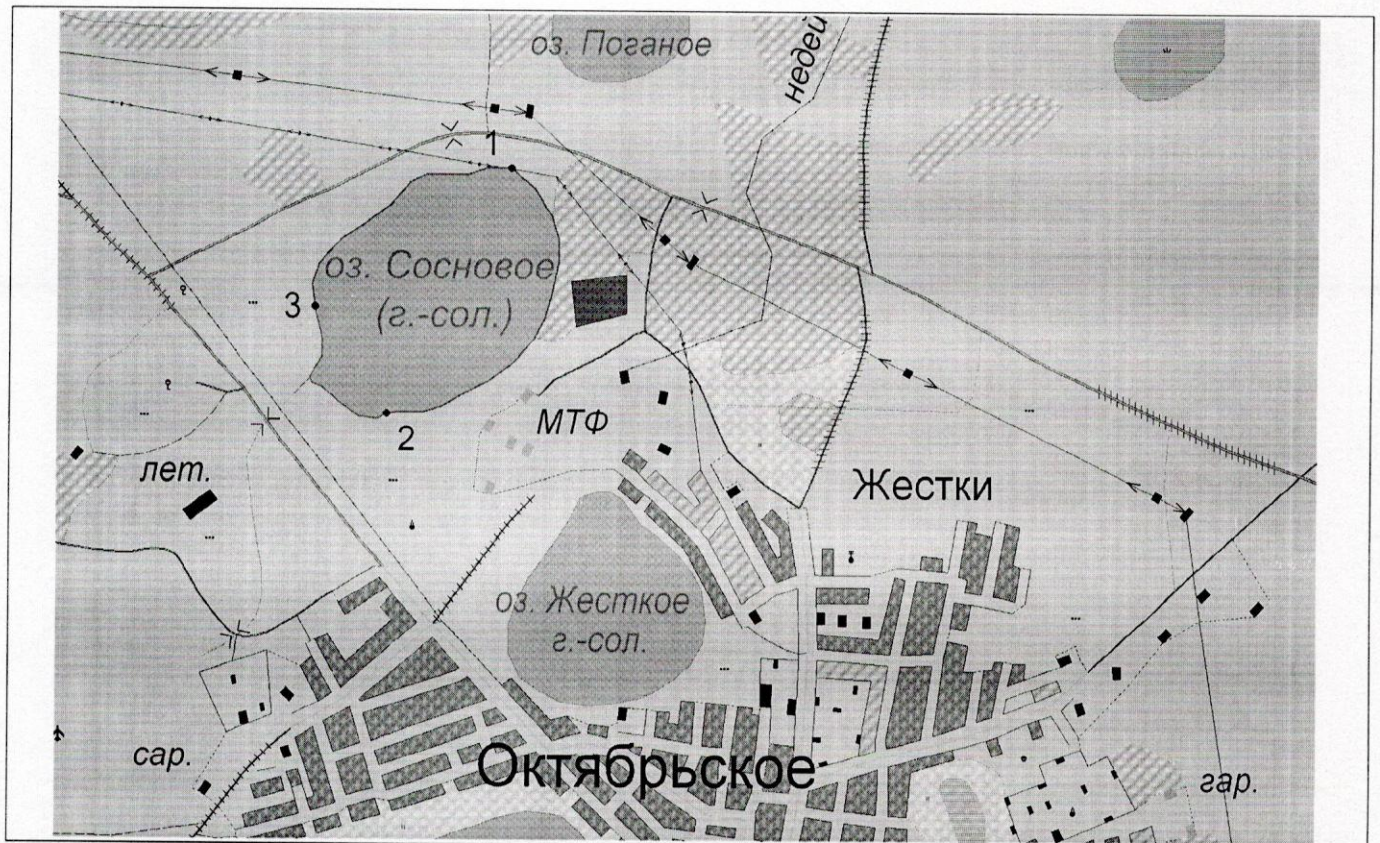 оз. Поганое
недей
1
оз. Сосновое
(г.-сол.)
3
2
МТФ
лет.
Жестки
оз. Жесткое
г.-сол.
сар.
Октябрьское
гар.